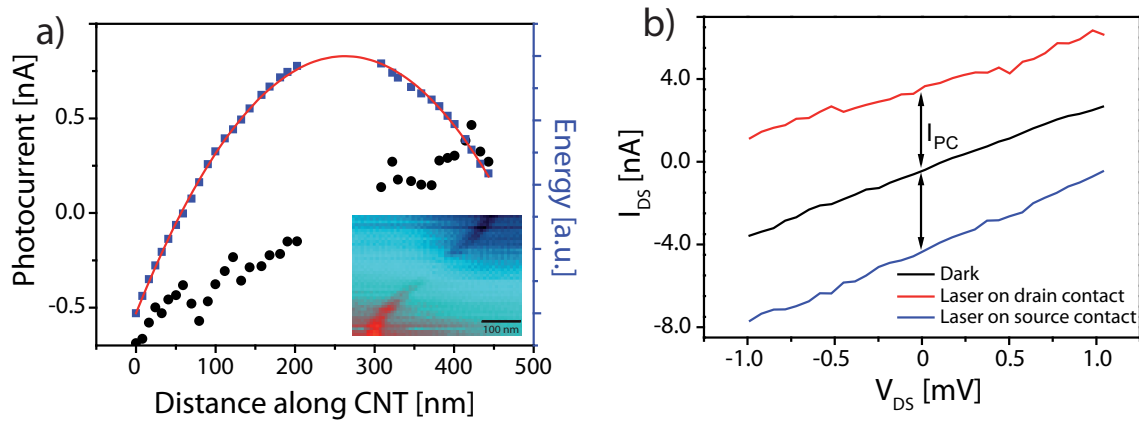 a)
Photocurrent [nA]
0.5
0.0
-0.5
0
100
200
300
400
500
Distance along CNT [nm]
Energy [a.u.]
100 nm
b)
I_DS [nA]
4.0
0.0
-4.0
-8.0
-1.0
-0.5
0
0.5
1.0
V_DS [mV]
I_PC
Dark
Laser on drain contact
Laser on source contact